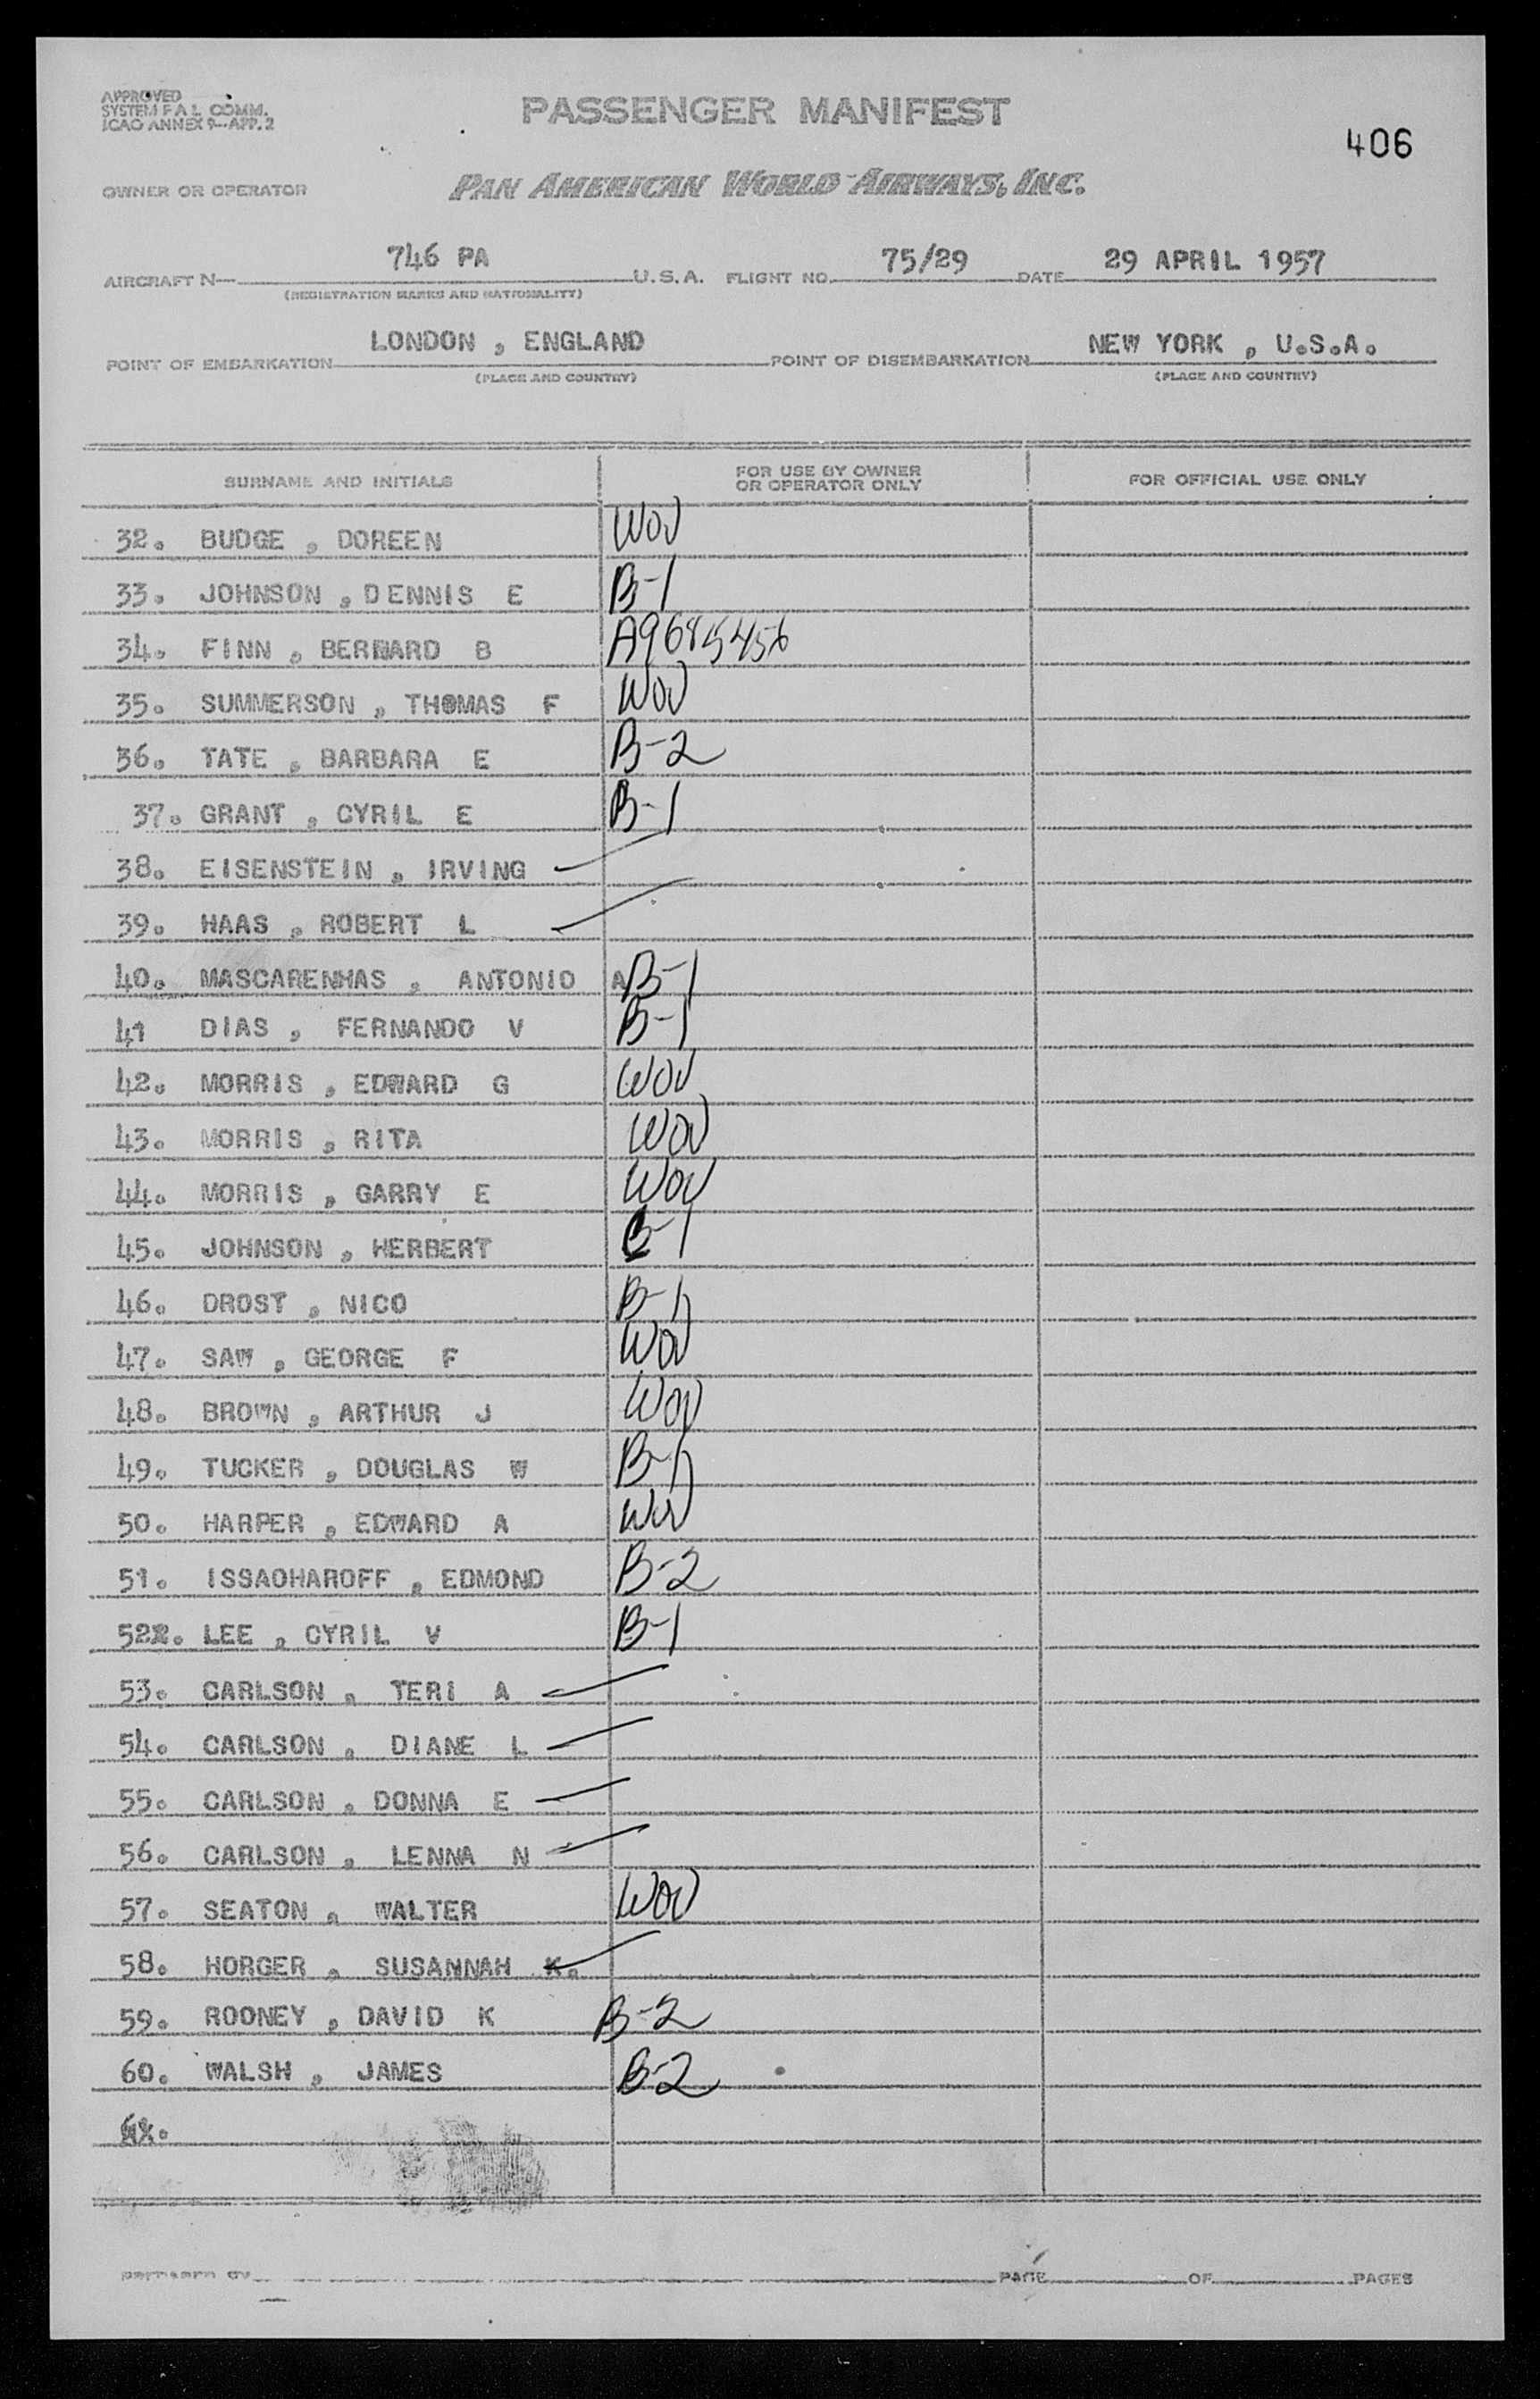 APPROVED
SYSTEM F A L COMM.
ICAO ANNEX 9--APP. 2
PASSENGER MANIFEST
406
OWNER OR OPERATOR PAN AMERICAN WORLD AIRWAYS, INC.
AIRCRAFT N 746 PA U.S.A. FLIGHT NO. 75/29 DATE 29 APRIL 1957
(REGISTRATION MARKS AND NATIONALITY)
POINT OF EMBARKATION LONDON , ENGLAND POINT OF DISEMBARKATION NEW YORK , U.S.A.
(PLACE AND COUNTRY) (PLACE AND COUNTRY)
SURNAME AND INITIALS FOR USE BY OWNER OR OPERATOR ONLY FOR OFFICIAL USE ONLY
32. BUDGE , DOREEN WOV
33. JOHNSON , DENNIS E B-1
34. FINN , BERNARD B
35. SUMMERSON , THOMAS F WOV
36. TATE , BARBARA E B-2
37. GRANT , CYRIL E B-1
38. EISENSTEIN , IRVING
39. HAAS , ROBERT L
40. MASCARENHAS , ANTONIO A B-1
41 DIAS , FERNANDO V B-1
42. MORRIS , EDWARD G WOV
43. MORRIS , RITA WOV
44. MORRIS , GARRY E WOV
45. JOHNSON , HERBERT
46. DROST , NICO B-1
47. SAW , GEORGE F WOV
48. BROWN , ARTHUR J WOV
49. TUCKER , DOUGLAS W B-1
50. HARPER , EDWARD A WOV
51. ISSACHAROFF , EDMOND B-2
52. LEE , CYRIL V B-1
53. CARLSON , TERI A
54. CARLSON , DIANE L
55. CARLSON , DONNA E
56. CARLSON , LENNA N
57. SEATON , WALTER WOV
58. HORGER , SUSANNAH K.
59. ROONEY , DAVID K B-2
60. WALSH , JAMES B-2
PREPARED BY PAGE OF PAGES